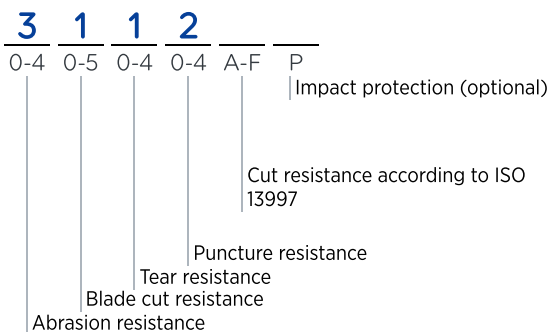 3 1 1 2
0-4 0-5 0-4 0-4 A-F P
Impact protection (optional)
Cut resistance according to ISO
13997
Puncture resistance
Tear resistance
Blade cut resistance
Abrasion resistance